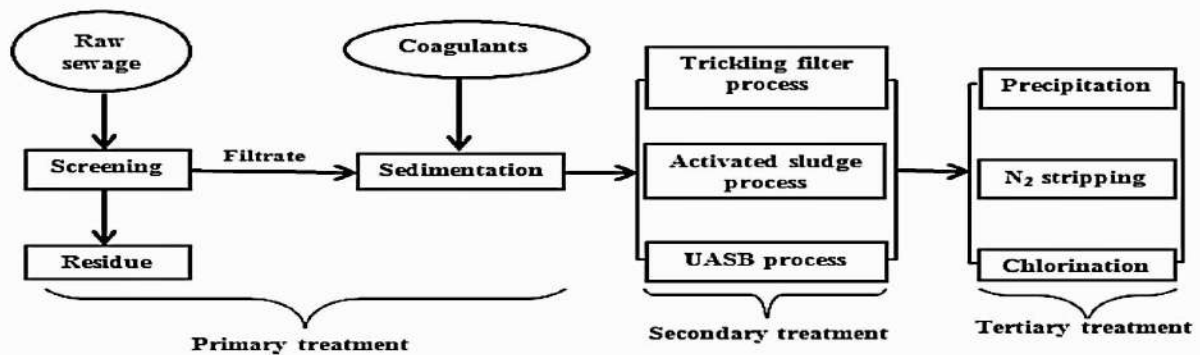 Raw
sewage
Coagulants
Screening
Filtrate
Sedimentation
Residue
Primary treatment
Trickling filter
process
Activated sludge
process
UASB process
Secondary treatment
Precipitation
N₂ stripping
Chlorination
Tertiary treatment